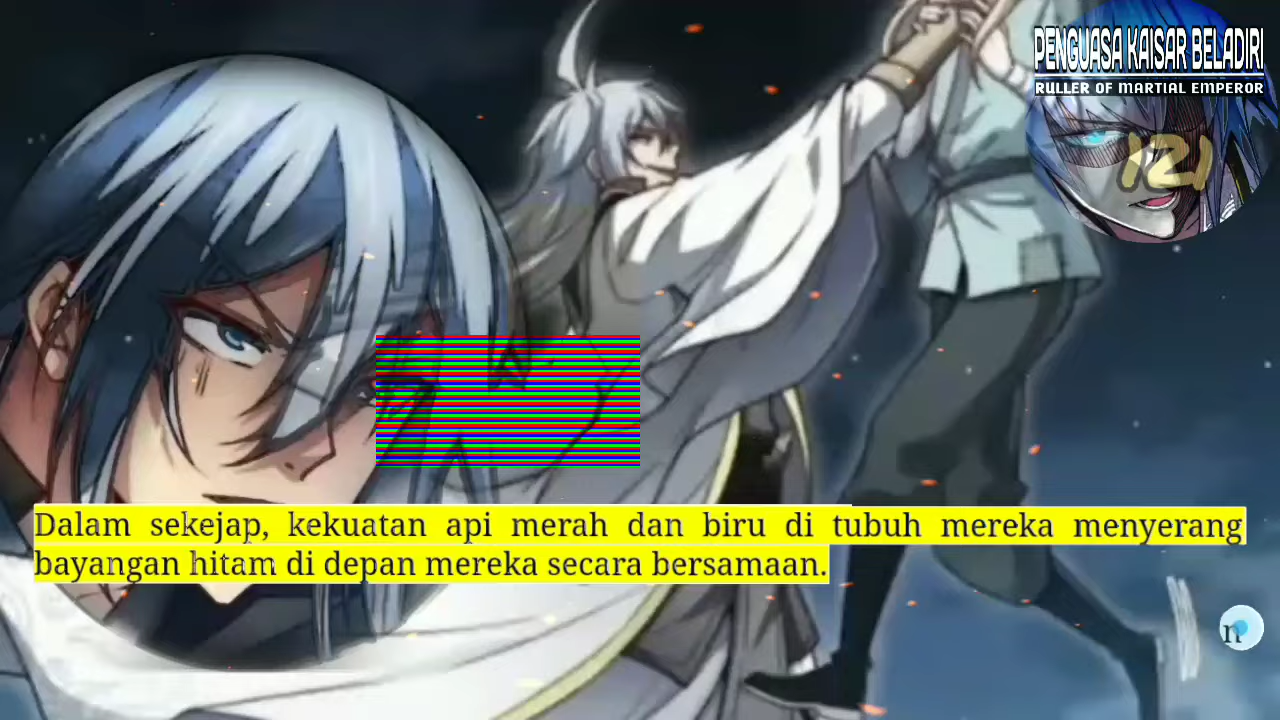 PENGUASA KAISAR BELADIRI
RULLER OF MARTIAL EMPEROR
121
Dalam sekejap, kekuatan api merah dan biru di tubuh mereka menyerang
bayangan hitam di depan mereka secara bersamaan.
n